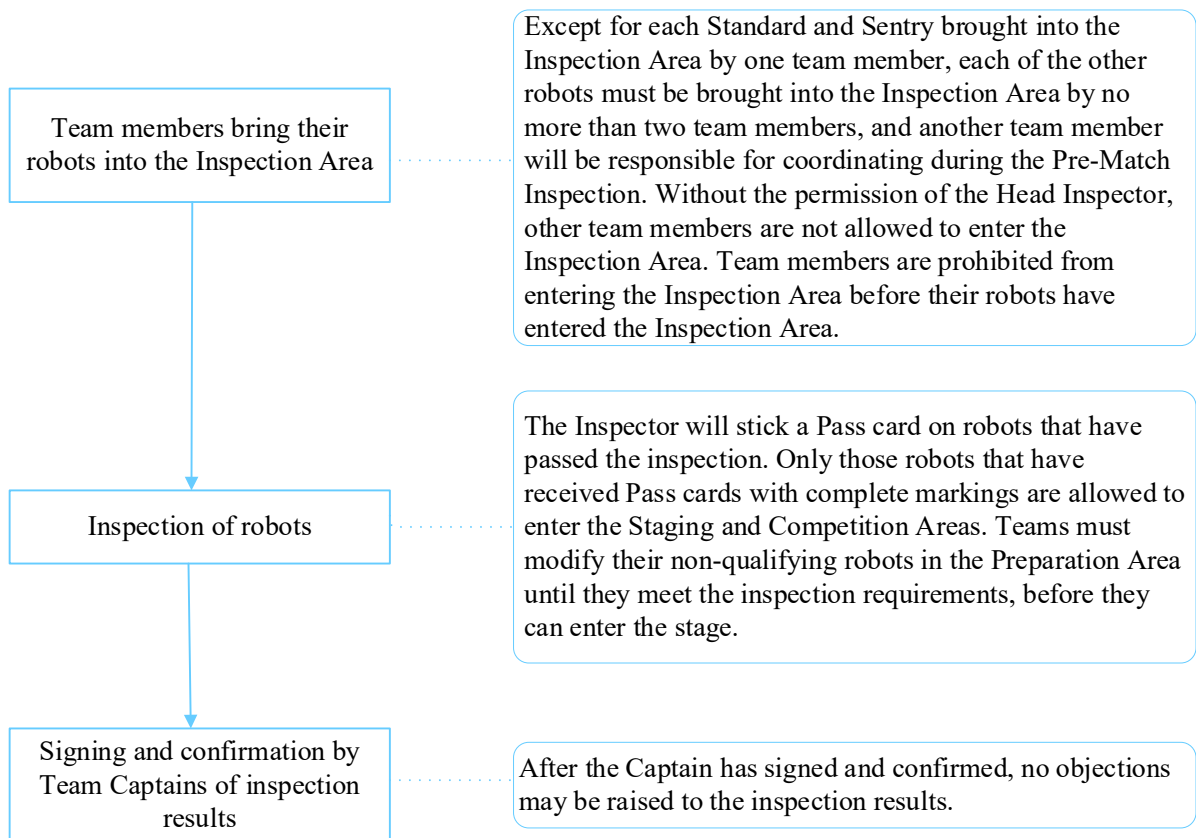 Team members bring their
robots into the Inspection Area
Except for each Standard and Sentry brought into the
Inspection Area by one team member, each of the other
robots must be brought into the Inspection Area by no
more than two team members, and another team member
will be responsible for coordinating during the Pre-Match
Inspection. Without the permission of the Head Inspector,
other team members are not allowed to enter the
Inspection Area. Team members are prohibited from
entering the Inspection Area before their robots have
entered the Inspection Area.
Inspection of robots
The Inspector will stick a Pass card on robots that have
passed the inspection. Only those robots that have
received Pass cards with complete markings are allowed to
enter the Staging and Competition Areas. Teams must
modify their non-qualifying robots in the Preparation Area
until they meet the inspection requirements, before they
can enter the stage.
Signing and confirmation by
Team Captains of inspection
results
After the Captain has signed and confirmed, no objections
may be raised to the inspection results.